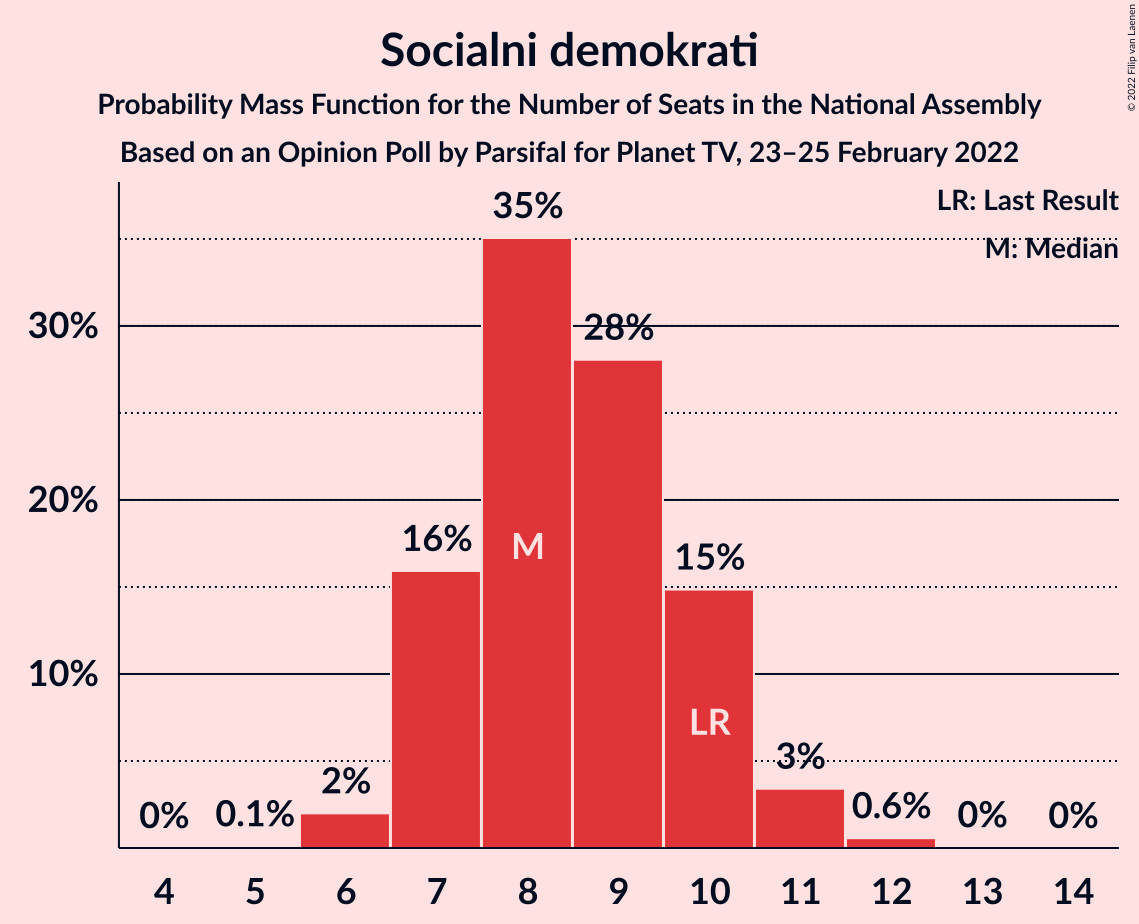 Socialni demokrati
Probability Mass Function for the Number of Seats in the National Assembly
Based on an Opinion Poll by Parsifal for Planet TV, 23–25 February 2022
© 2022 Filip van Laenen
LR: Last Result
M: Median
35%
30%
28%
20%
16%
M
15%
10%
LR
3%
2%
0.6%
0%
0.1%
0%
0%
4 5 6 7 8 9 10 11 12 13 14